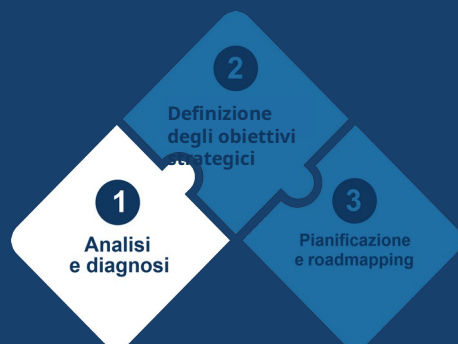 1
Analisi
e diagnosi
2
Definizione
degli obiettivi
strategici
3
Pianificazione
e roadmapping